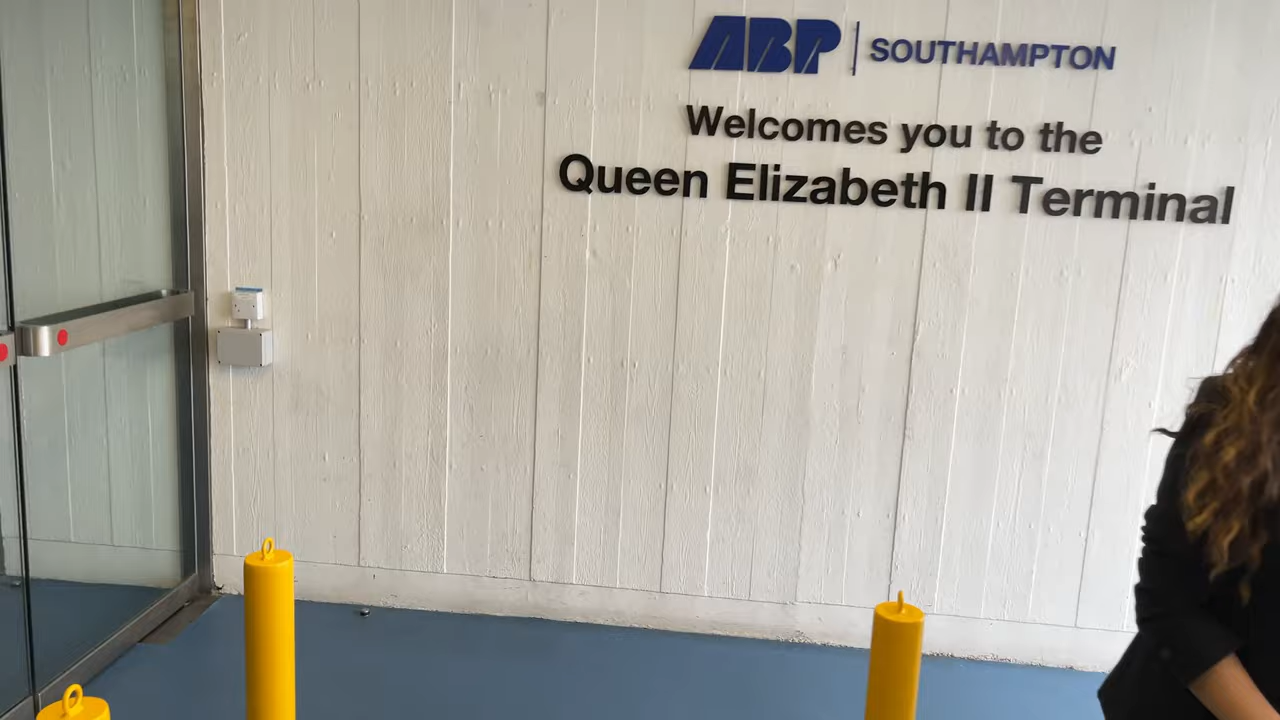 ABP SOUTHAMPTON
Welcomes you to the
Queen Elizabeth II Terminal